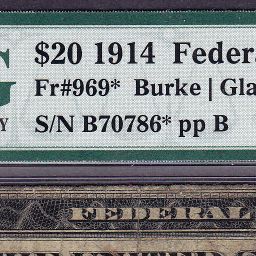 $20 1914 Federa
Fr#969* Burke | Gla
S/N B70786* pp B
FEDERAL